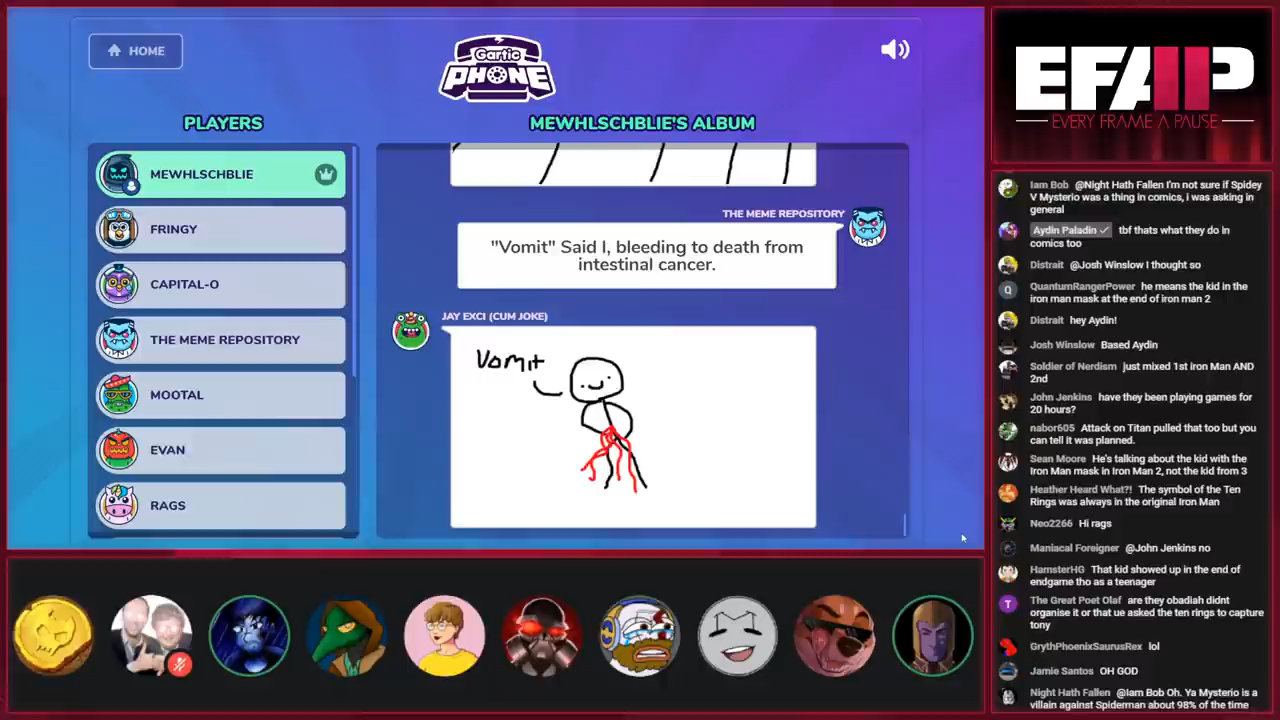 HOME
Gartic
PHONE
PLAYERS
MEWHLSCHBLIE
FRINGY
CAPITAL-O
THE MEME REPOSITORY
MOOTAL
EVAN
RAGS
MEWHLSCHBLIE'S ALBUM
THE MEME REPOSITORY
"Vomit" Said I, bleeding to death from
intestinal cancer.
JAY EXCI (CUM JOKE)
Vomit
EFAP
EVERY FRAME A PAUSE
Iam Bob @Night Hath Fallen I'm not sure if Spidey
V Mysterio was a thing in comics, i was asking in
general
Aydin Paladin tbf thats what they do in
comics too
Distrait @Josh Winslow I thought so
QuantumRangerPower he means the kid in the
iron man mask at the end of iron man 2
Distrait hey Aydin!
Josh Winslow Based Aydin
Soldier of Nerdism just mixed 1st iron Man AND
2nd
John Jenkins have they been playing games for
20 hours?
nabor605 Attack on Titan pulled that too but you
can tell it was planned.
Sean Moore He's talking about the kid with the
Iron Man mask in Iron Man 2, not the kid from 3
Heather Heard What?! The symbol of the Ten
Rings was always in the original Iron Man
Neo2266 Hi rags
Maniacal Foreigner @John Jenkins no
HamsterHG That kid showed up in the end of
endgame tho as a teenager
The Great Poet Olaf are they obadiah didnt
organise it or that ue asked the ten rings to capture
tony
GrythPhoenixSaurusRex lol
Jamie Santos OH GOD
Night Hath Fallen @Iam Bob Oh. Ya Mysterio is a
villain against Spiderman about 98% of the time